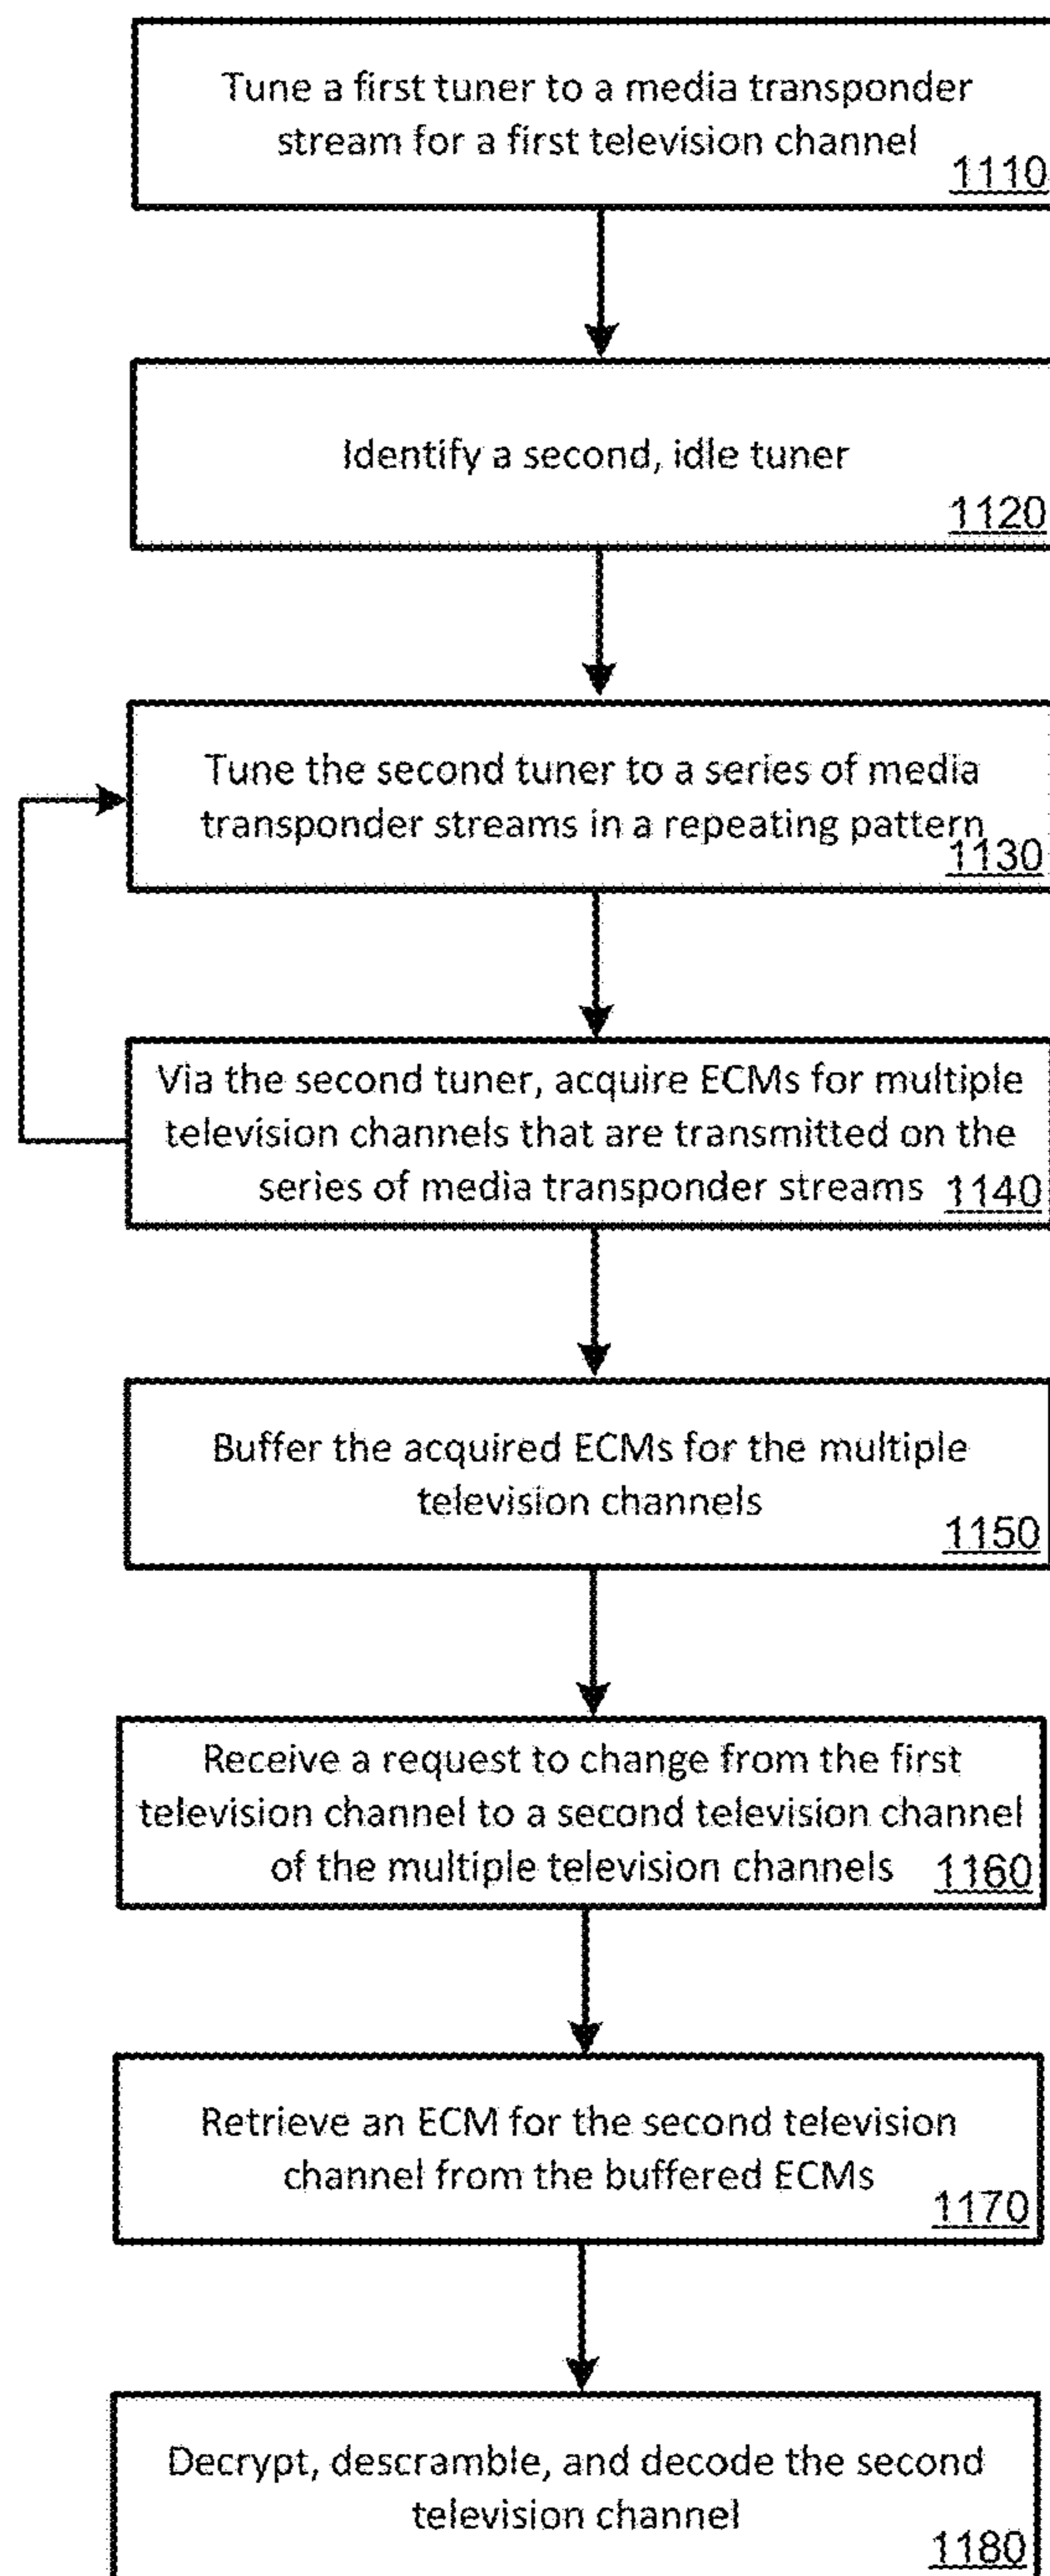 Tune a first tuner to a media transponder
stream for a first television channel
1110
Identify a second, idle tuner
1120
Tune the second tuner to a series of media
transponder streams in a repeating pattern
1130
Via the second tuner, acquire ECMs for multiple
television channels that are transmitted on the
series of media transponder streams 1140
Buffer the acquired ECMs for the multiple
television channels
1150
Receive a request to change from the first
television channel to a second television channel
of the multiple television channels 1160
Retrieve an ECM for the second television
channel from the buffered ECMs
1170
Decrypt, descramble, and decode the second
television channel
1180